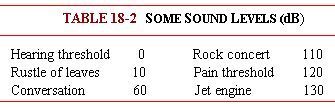 TABLE 18-2 SOME SOUND LEVELS (dB)
Hearing threshold 0 Rock concert 110
Rustle of leaves 10 Pain threshold 120
Conversation 60 Jet engine 130